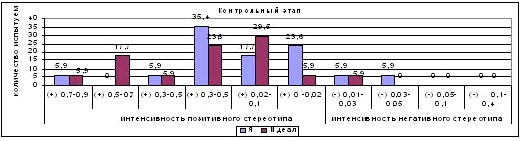 Контрольный этап
количество испытуем
40
35
30
25
20
15
10
5
0
5,9 5,9 0 17,7 5,9 5,9 35,4 23,6 29,5 23,6 5,9 5,9 5,9 5,9 0 0 0 0 0
(+) 0,7-0,9 (+) 0,5-07 (+) 0,3-0,5 (+) 0,3-0,5 (+) 0,02-0,1 (+) 0 -0,02 (-) 0,01-0,03 (-) 0,03-0,05 (-) 0,05-0,1 (-) 0,1-0,4
интенсивность позитивного стереотипа интенсивность негативного стереотипа
Я Идеал